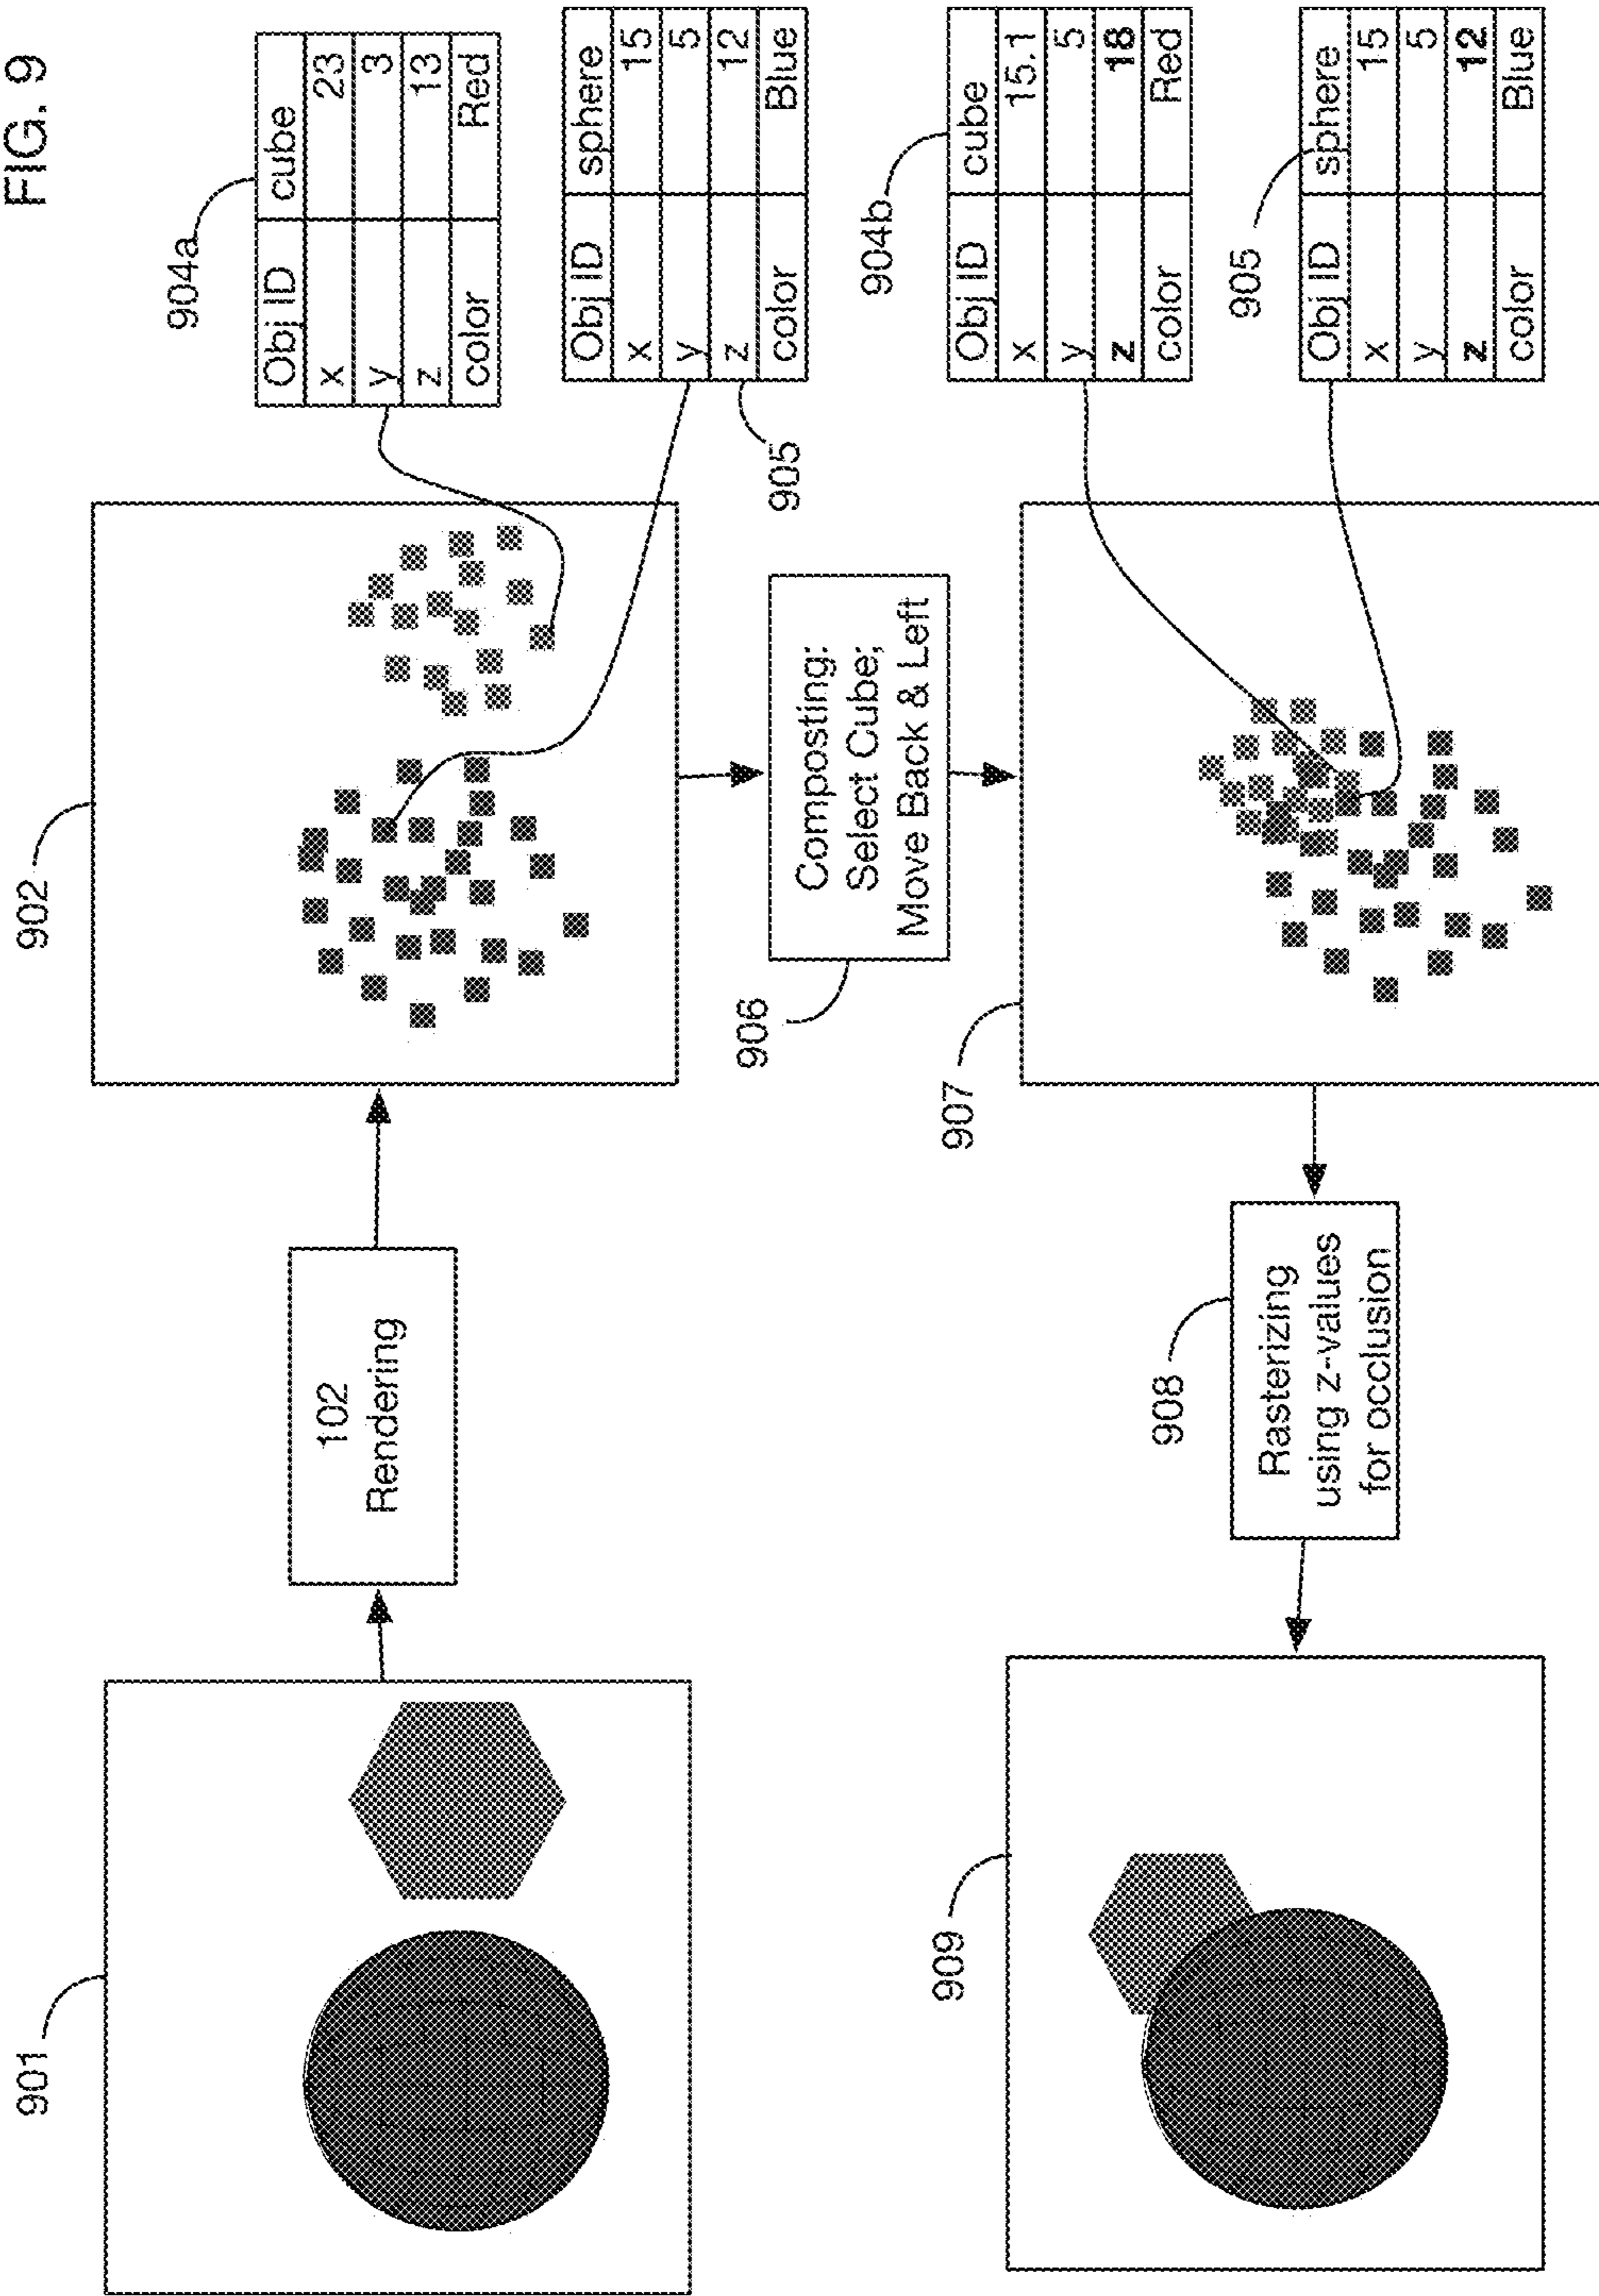 FIG. 9
901
102
Rendering
902
904a
Obj ID cube
x 23
y 3
z 13
color Red
Obj ID sphere
x 15
y 5
z 12
color Blue
905
906
Composting:
Select Cube;
Move Back & Left
904b
Obj ID cube
x 15.1
y 5
z 18
color Red
905
Obj ID sphere
x 15
y 5
z 12
color Blue
907
908
Rasterizing
using z-values
for occlusion
909